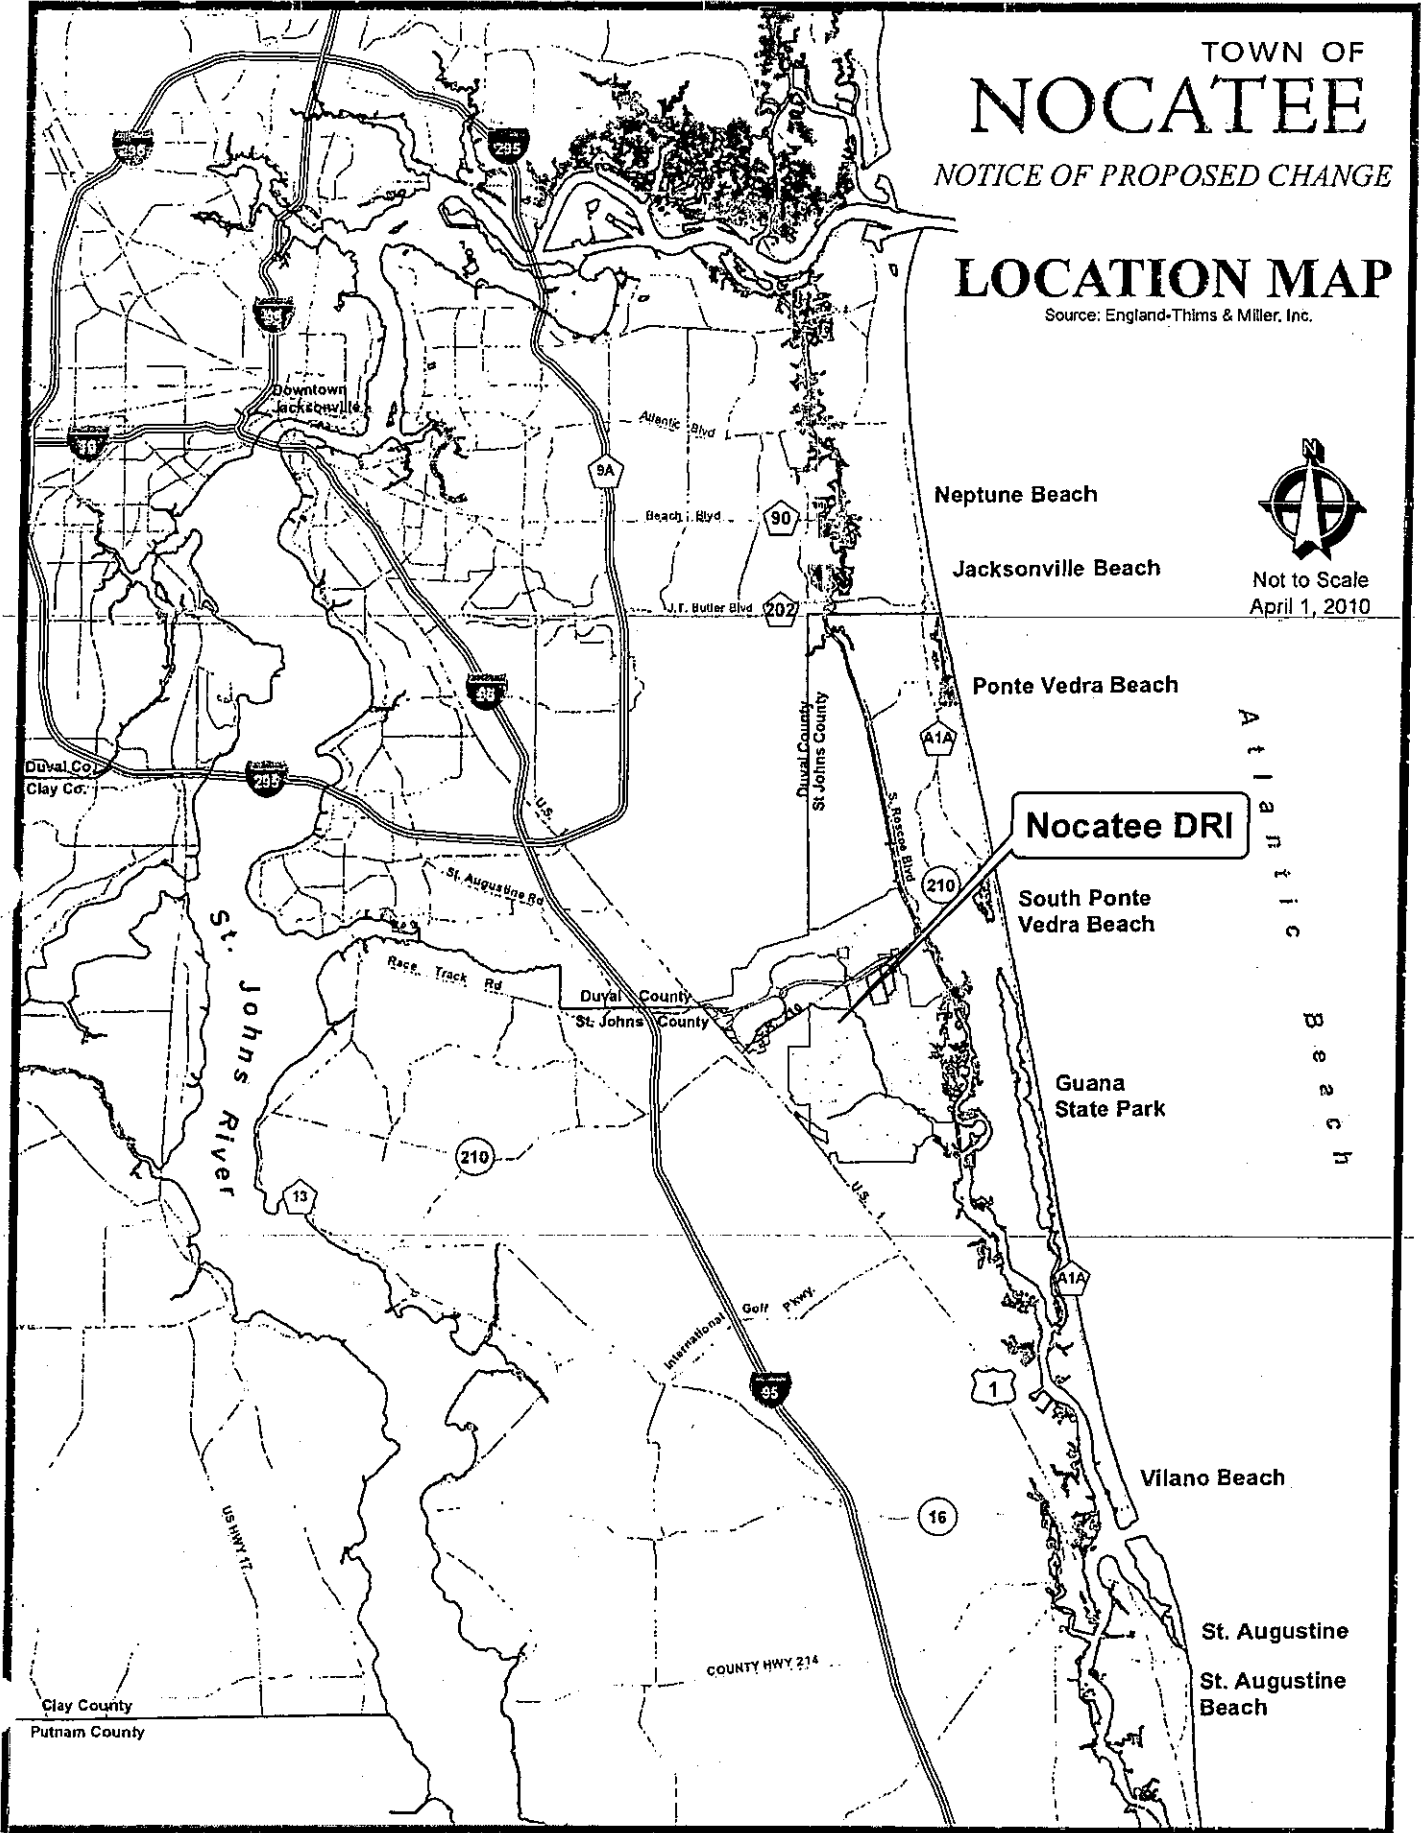 TOWN OF
NOCATEE
NOTICE OF PROPOSED CHANGE
LOCATION MAP
Source: England-Thims & Miller, Inc.
295
295
Downtown
Jacksonville
10
Atlantic Blvd
9A
Neptune Beach
N
Beach Blvd
90
Jacksonville Beach
Not to Scale
April 1, 2010
J.T. Butler Blvd
202
Ponte Vedra Beach
95
A1A
Duval County
St Johns County
Duval Co.
Clay Co.
295
U.S. 1
S. Roscoe Blvd
Nocatee DRI
Atlantic Beach
St. Augustine Rd
210
South Ponte
Vedra Beach
St. Johns River
Race Track Rd
Duval County
St. Johns County
210
Guana
State Park
210
13
U.S. 1
A1A
International Golf Pkwy.
95
1
Vilano Beach
US HWY 17
16
St. Augustine
COUNTY HWY 214
St. Augustine
Beach
Clay County
Putnam County